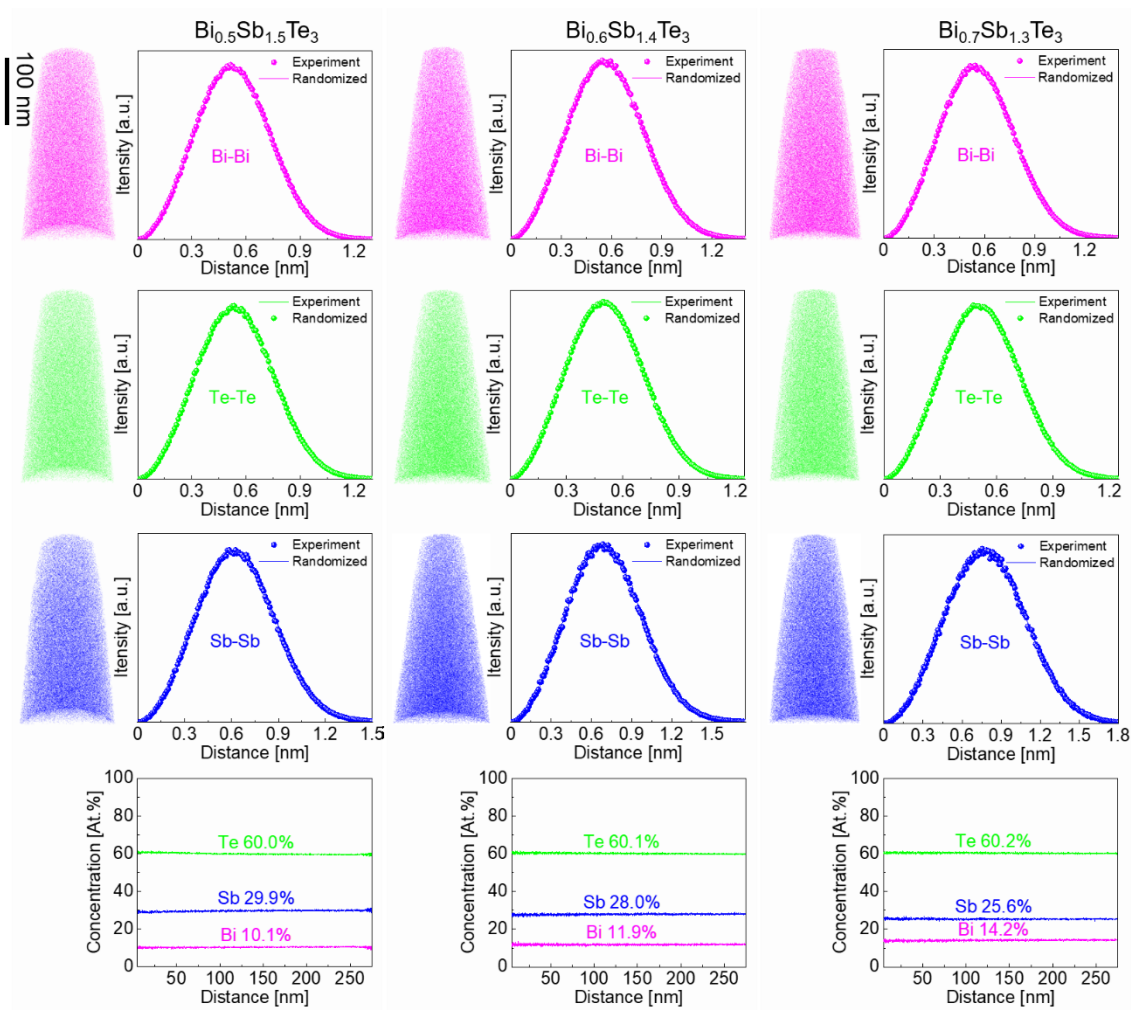 Bi0.5Sb1.5Te3
Bi0.6Sb1.4Te3
Bi0.7Sb1.3Te3
100 nm
Itensity [a.u.]
Experiment
Randomized
Bi-Bi
0 0.3 0.6 0.9 1.2
Distance [nm]
Itensity [a.u.]
Experiment
Randomized
Bi-Bi
0 0.3 0.6 0.9 1.2
Distance [nm]
Itensity [a.u.]
Experiment
Randomized
Bi-Bi
0 0.3 0.6 0.9 1.2
Distance [nm]
Itensity [a.u.]
Experiment
Randomized
Te-Te
0 0.3 0.6 0.9 1.2
Distance [nm]
Itensity [a.u.]
Experiment
Randomized
Te-Te
0 0.3 0.6 0.9 1.2
Distance [nm]
Itensity [a.u.]
Experiment
Randomized
Te-Te
0 0.3 0.6 0.9 1.2
Distance [nm]
Itensity [a.u.]
Experiment
Randomized
Sb-Sb
0 0.3 0.6 0.9 1.2 1.5
Distance [nm]
Itensity [a.u.]
Experiment
Randomized
Sb-Sb
0 0.3 0.6 0.9 1.2 1.5
Distance [nm]
Itensity [a.u.]
Experiment
Randomized
Sb-Sb
0 0.3 0.6 0.9 1.2 1.5 1.8
Distance [nm]
Concentration [At.%]
100
80
60
40
20
0
Te 60.0%
Sb 29.9%
Bi 10.1%
50 100 150 200 250
Distance [nm]
Concentration [At.%]
100
80
60
40
20
0
Te 60.1%
Sb 28.0%
Bi 11.9%
50 100 150 200 250
Distance [nm]
Concentration [At.%]
100
80
60
40
20
0
Te 60.2%
Sb 25.6%
Bi 14.2%
50 100 150 200 250
Distance [nm]